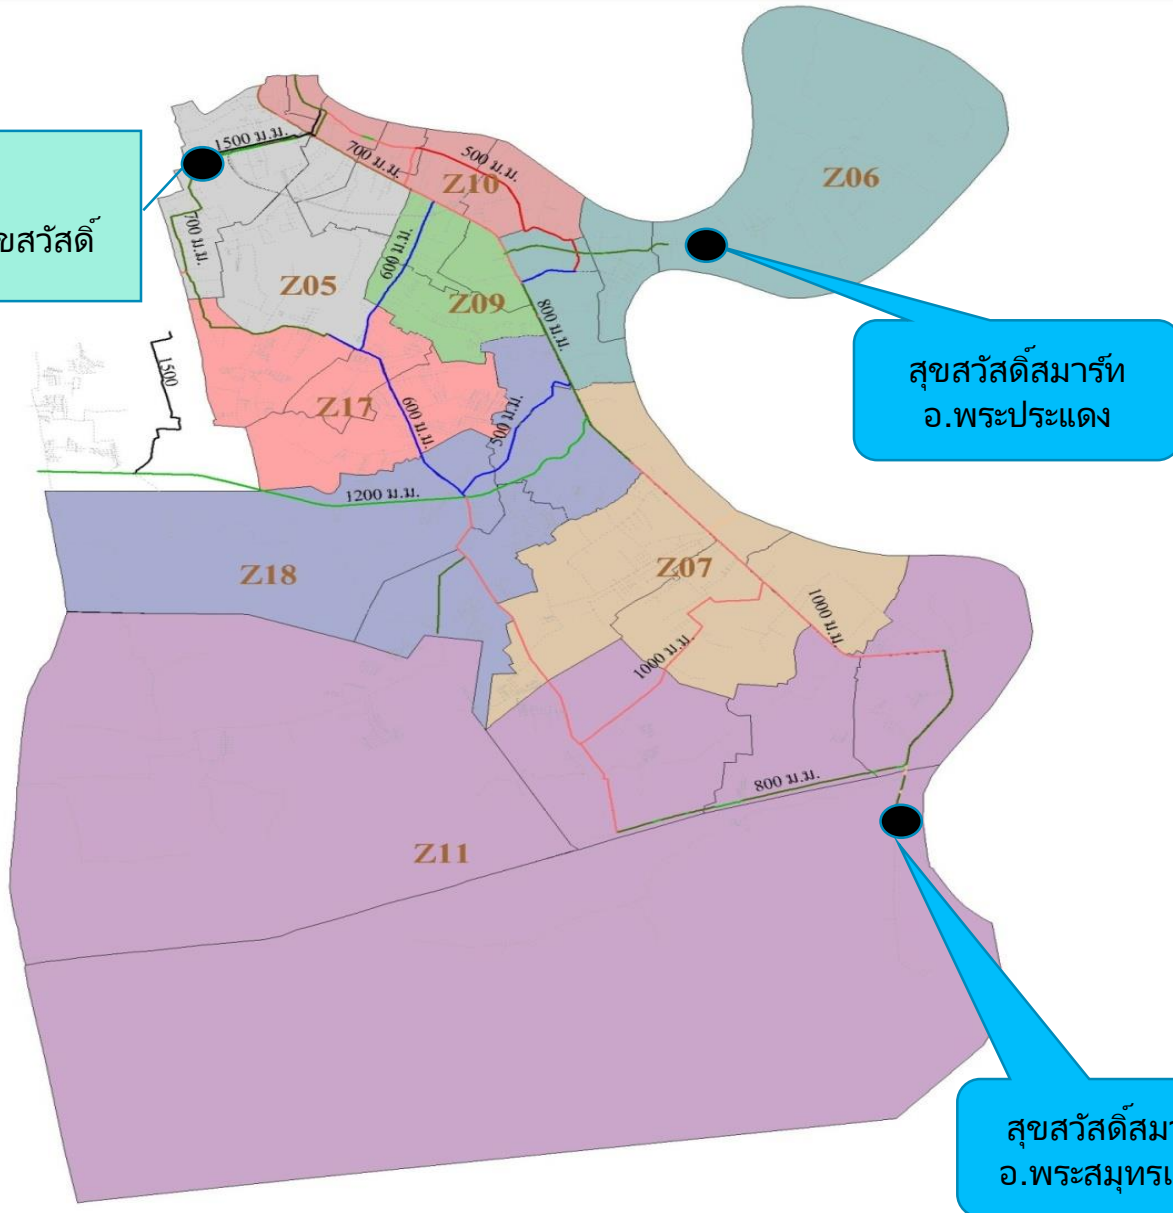 1500 ม.ม.
700 ม.ม.
500 ม.ม.
Z10
Z06
ขสวัสดิ์
700 ม.ม.
600 ม.ม.
Z05
Z09
800 ม.ม.
สุขสวัสดิ์สมาร์ท
อ.พระประแดง
1500
Z17
600 ม.ม.
500 ม.ม.
1200 ม.ม.
Z18
Z07
1000 ม.ม.
1000 ม.ม.
800 ม.ม.
Z11
สุขสวัสดิ์สมา
อ.พระสมุทรเ